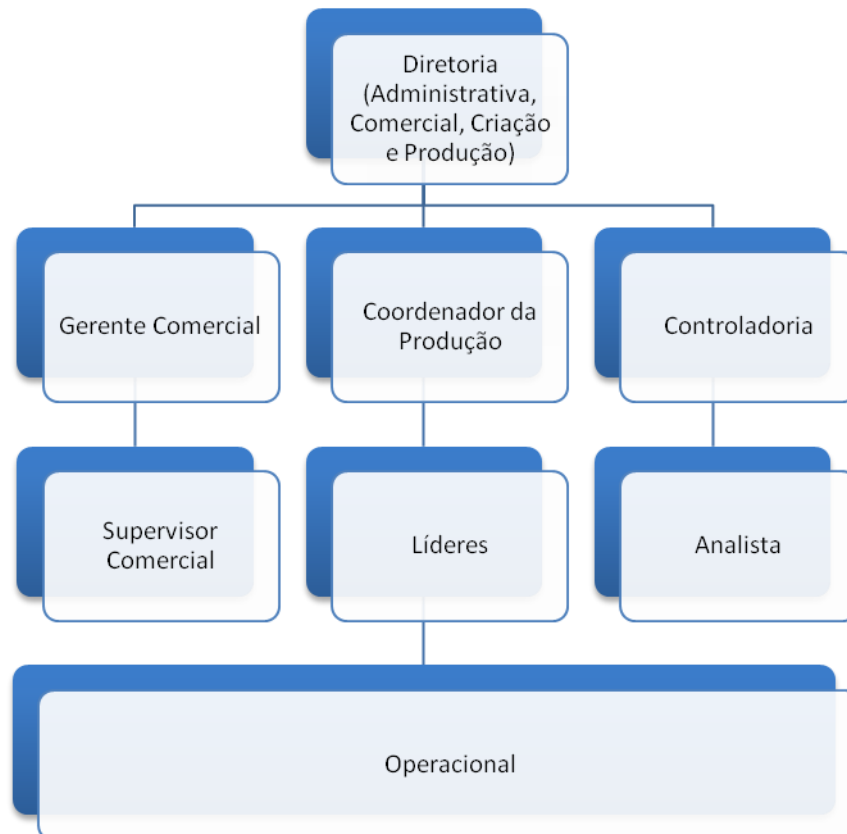 Diretoria
(Administrativa,
Comercial, Criação
e Produção)
Gerente Comercial
Coordenador da
Produção
Controladoria
Supervisor
Comercial
Líderes
Analista
Operacional